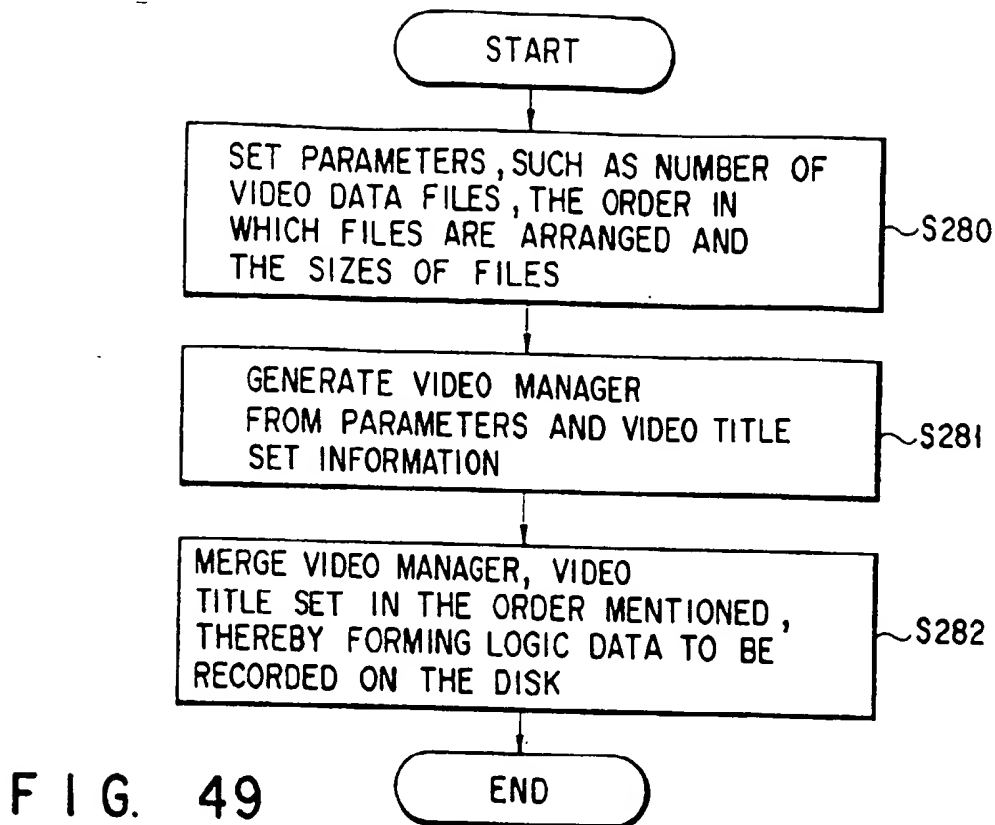 START
SET PARAMETERS, SUCH AS NUMBER OF
VIDEO DATA FILES, THE ORDER IN
WHICH FILES ARE ARRANGED AND
THE SIZES OF FILES
S280
GENERATE VIDEO MANAGER
FROM PARAMETERS AND VIDEO TITLE
SET INFORMATION
S281
MERGE VIDEO MANAGER, VIDEO
TITLE SET IN THE ORDER MENTIONED,
THEREBY FORMING LOGIC DATA TO BE
RECORDED ON THE DISK
S282
END
FIG. 49